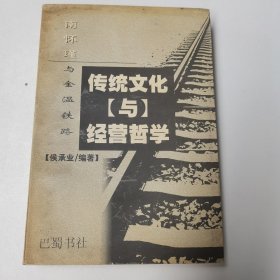 南怀瑾与金温铁路
传统文化
【与】
经营哲学
【侯承业/编著】
巴蜀书社